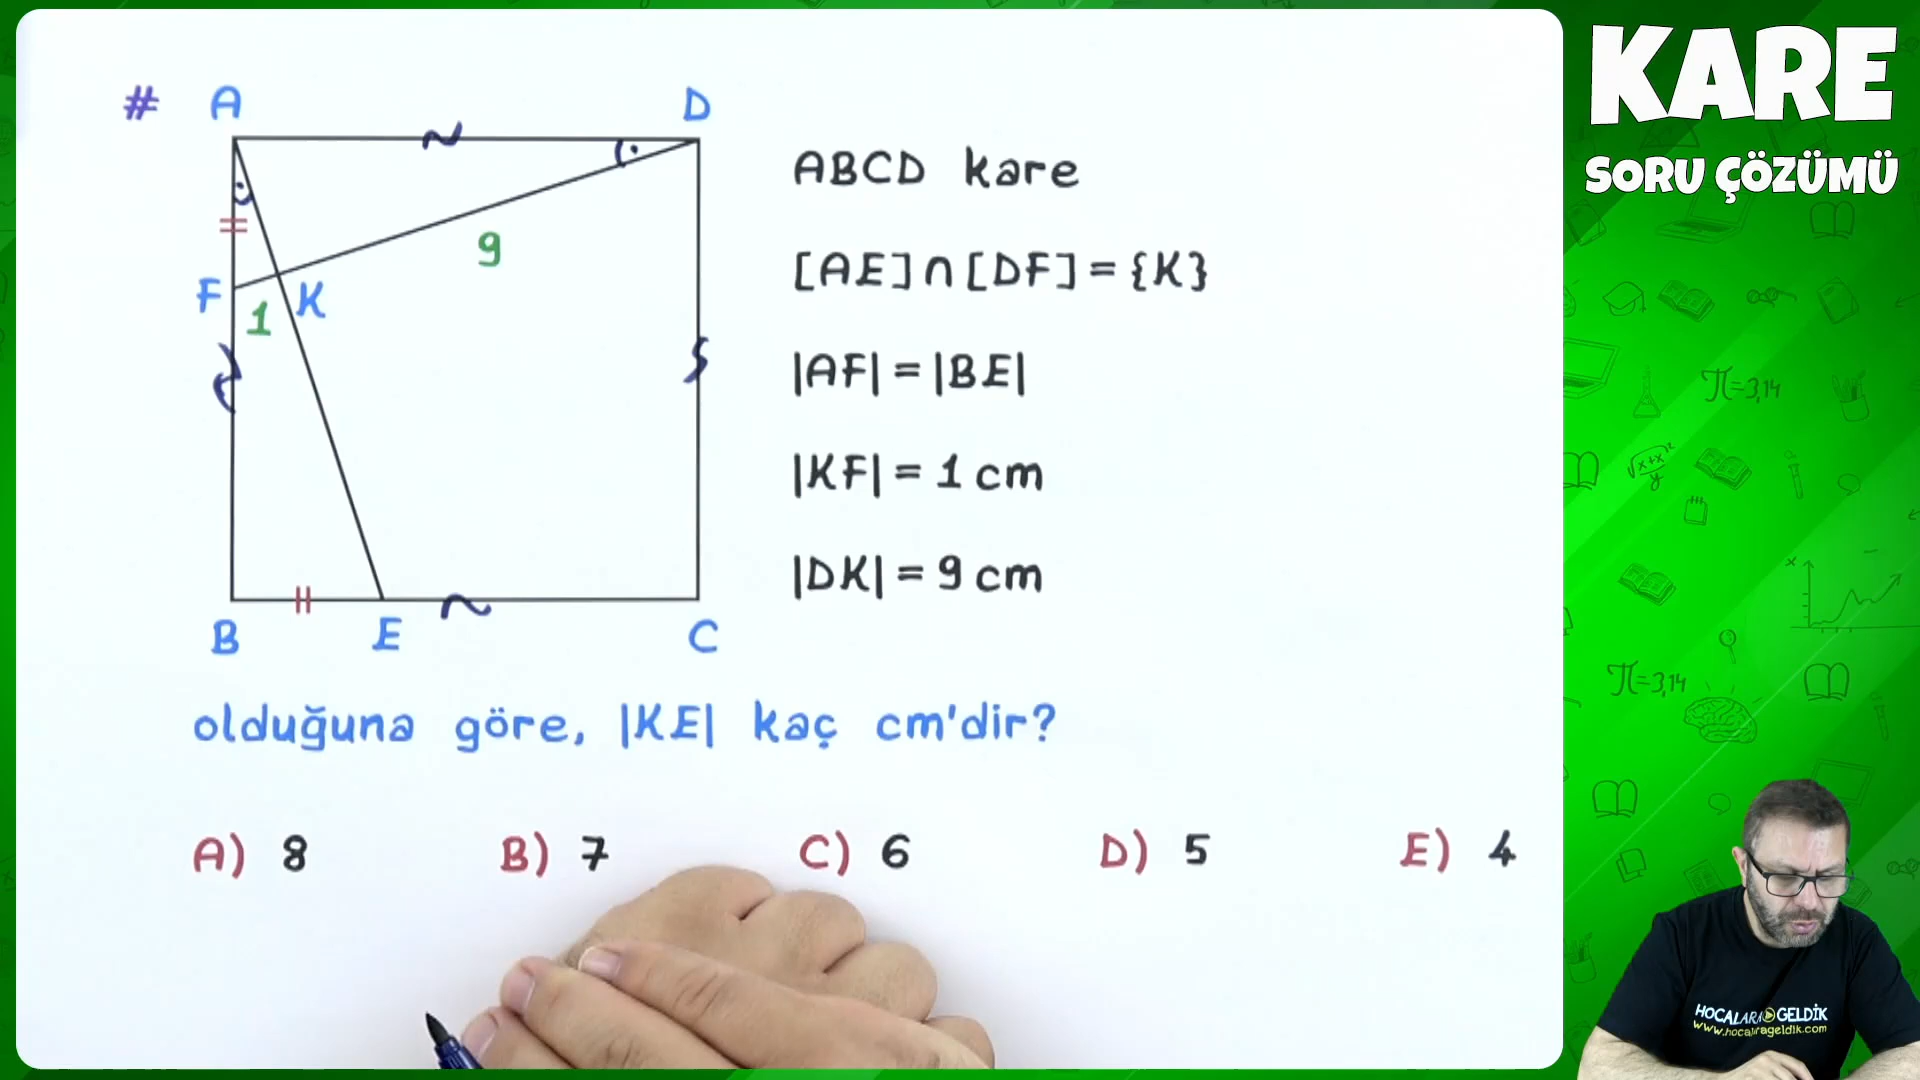 KARE
SORU ÇÖZÜMÜ
# A D
ABCD kare
9
[AE]∩[DF]={K}
F 1 K
|AF|=|BE|
|KF|=1 cm
|DK|=9 cm
B E C
olduğuna göre, |KE| kaç cm'dir?
A) 8 B) 7 C) 6 D) 5 E) 4
π=3,14
√x+x² / y
x
π=3,14
HOCALARA GELDİK
www.hocalarageldik.com